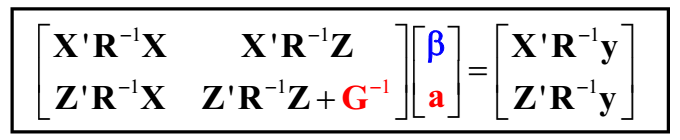 [X'R⁻¹X X'R⁻¹Z] [β] = [X'R⁻¹y]
[Z'R⁻¹X Z'R⁻¹Z+G⁻¹] [a] = [Z'R⁻¹y]